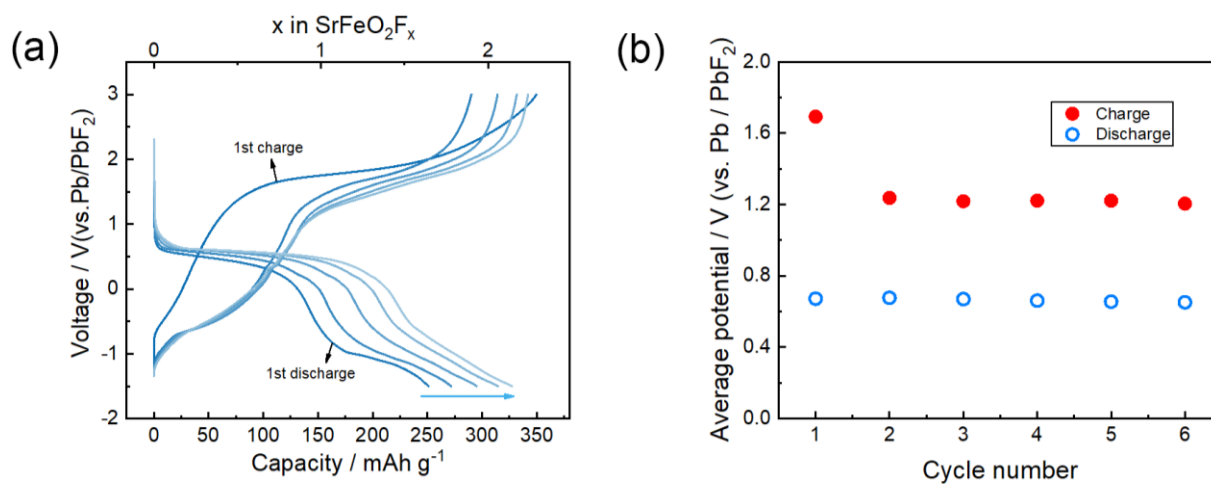 (a)
x in SrFeO₂Fₓ
0 1 2
Voltage / V(vs.Pb/PbF₂)
3
2
1
0
-1
-2
1st charge
1st discharge
0 50 100 150 200 250 300 350
Capacity / mAh g⁻¹
(b)
Average potential / V (vs. Pb / PbF₂)
2.0
1.6
1.2
0.8
0.4
0.0
Charge
Discharge
1 2 3 4 5 6
Cycle number